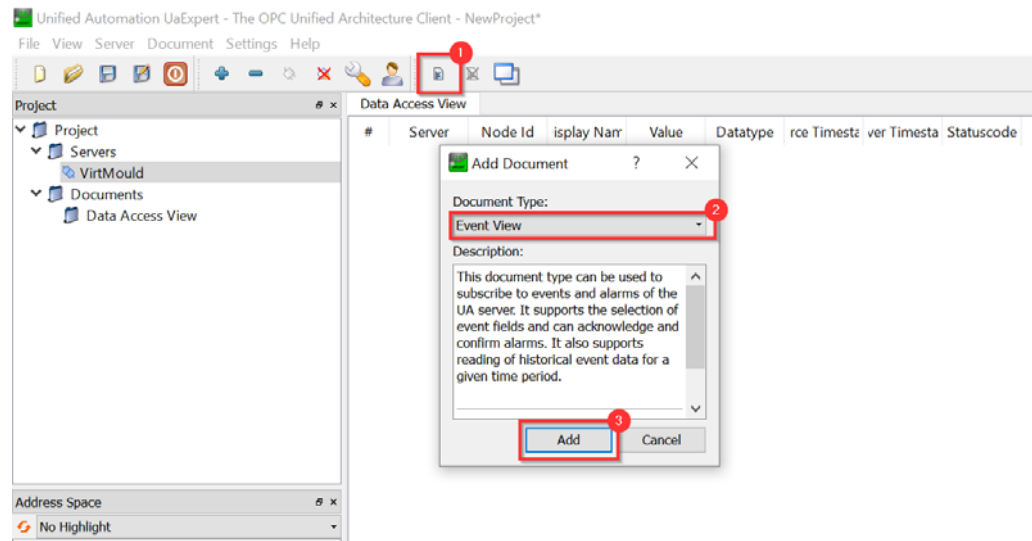 Unified Automation UaExpert - The OPC Unified Architecture Client - NewProject*
File View Server Document Settings Help
1
Project
Data Access View
Project
Servers
VirtMould
Documents
Data Access View
# Server Node Id isplay Nam Value Datatype rce Timesta ver Timesta Statuscode
Add Document ?
Document Type:
2
Event View
Description:
This document type can be used to
subscribe to events and alarms of the
UA server. It supports the selection of
event fields and can acknowledge and
confirm alarms. It also supports
reading of historical event data for a
given time period.
3
Add Cancel
Address Space
No Highlight